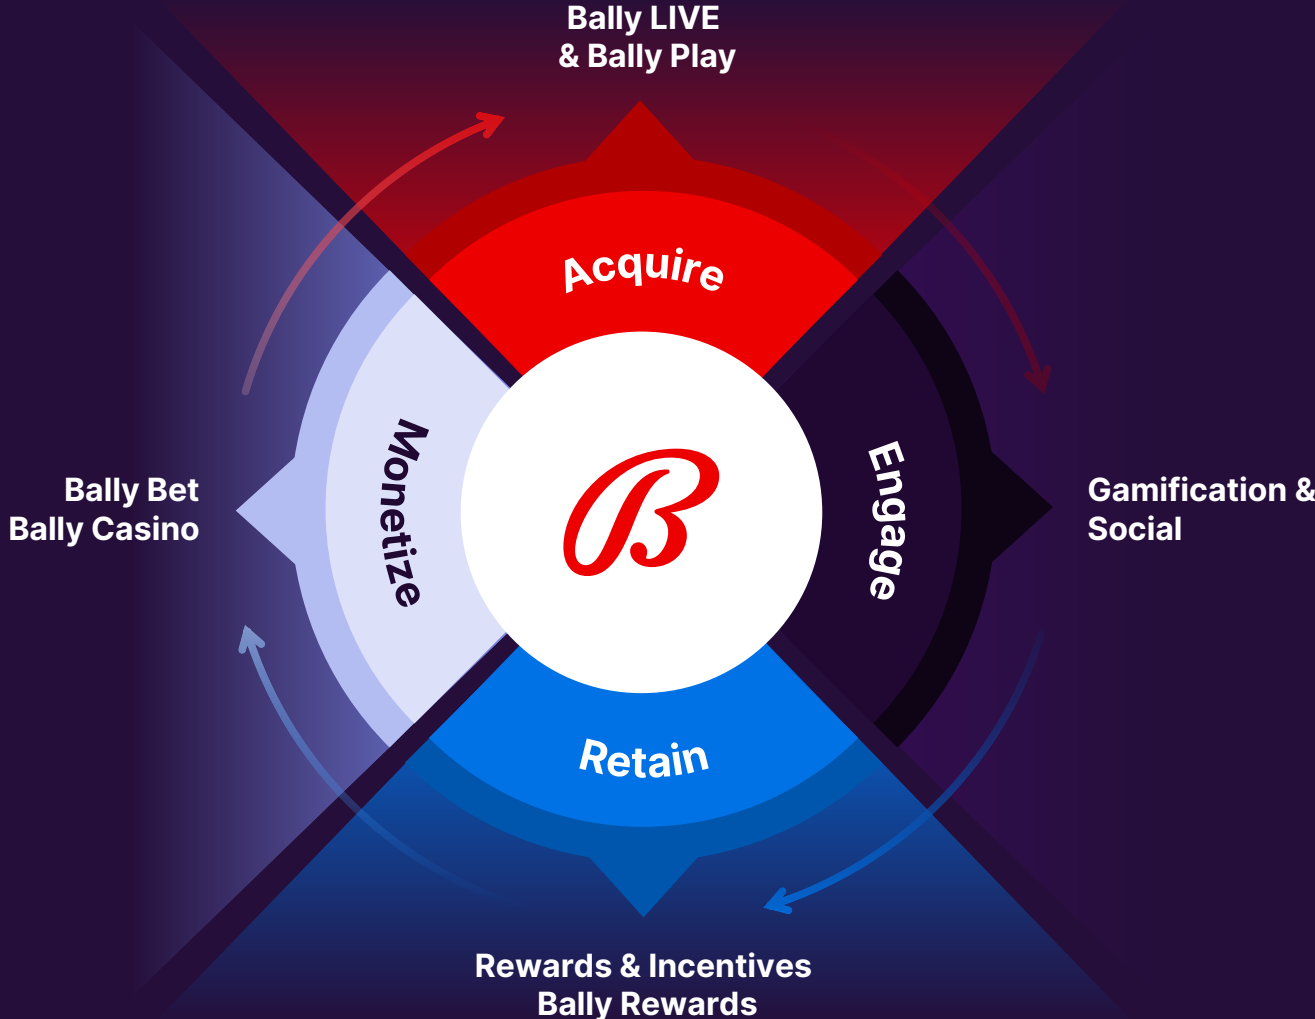 Bally LIVE
& Bally Play
Acquire
Monetize
Engage
Bally Bet
Bally Casino
B
Gamification &
Social
Retain
Rewards & Incentives
Bally Rewards